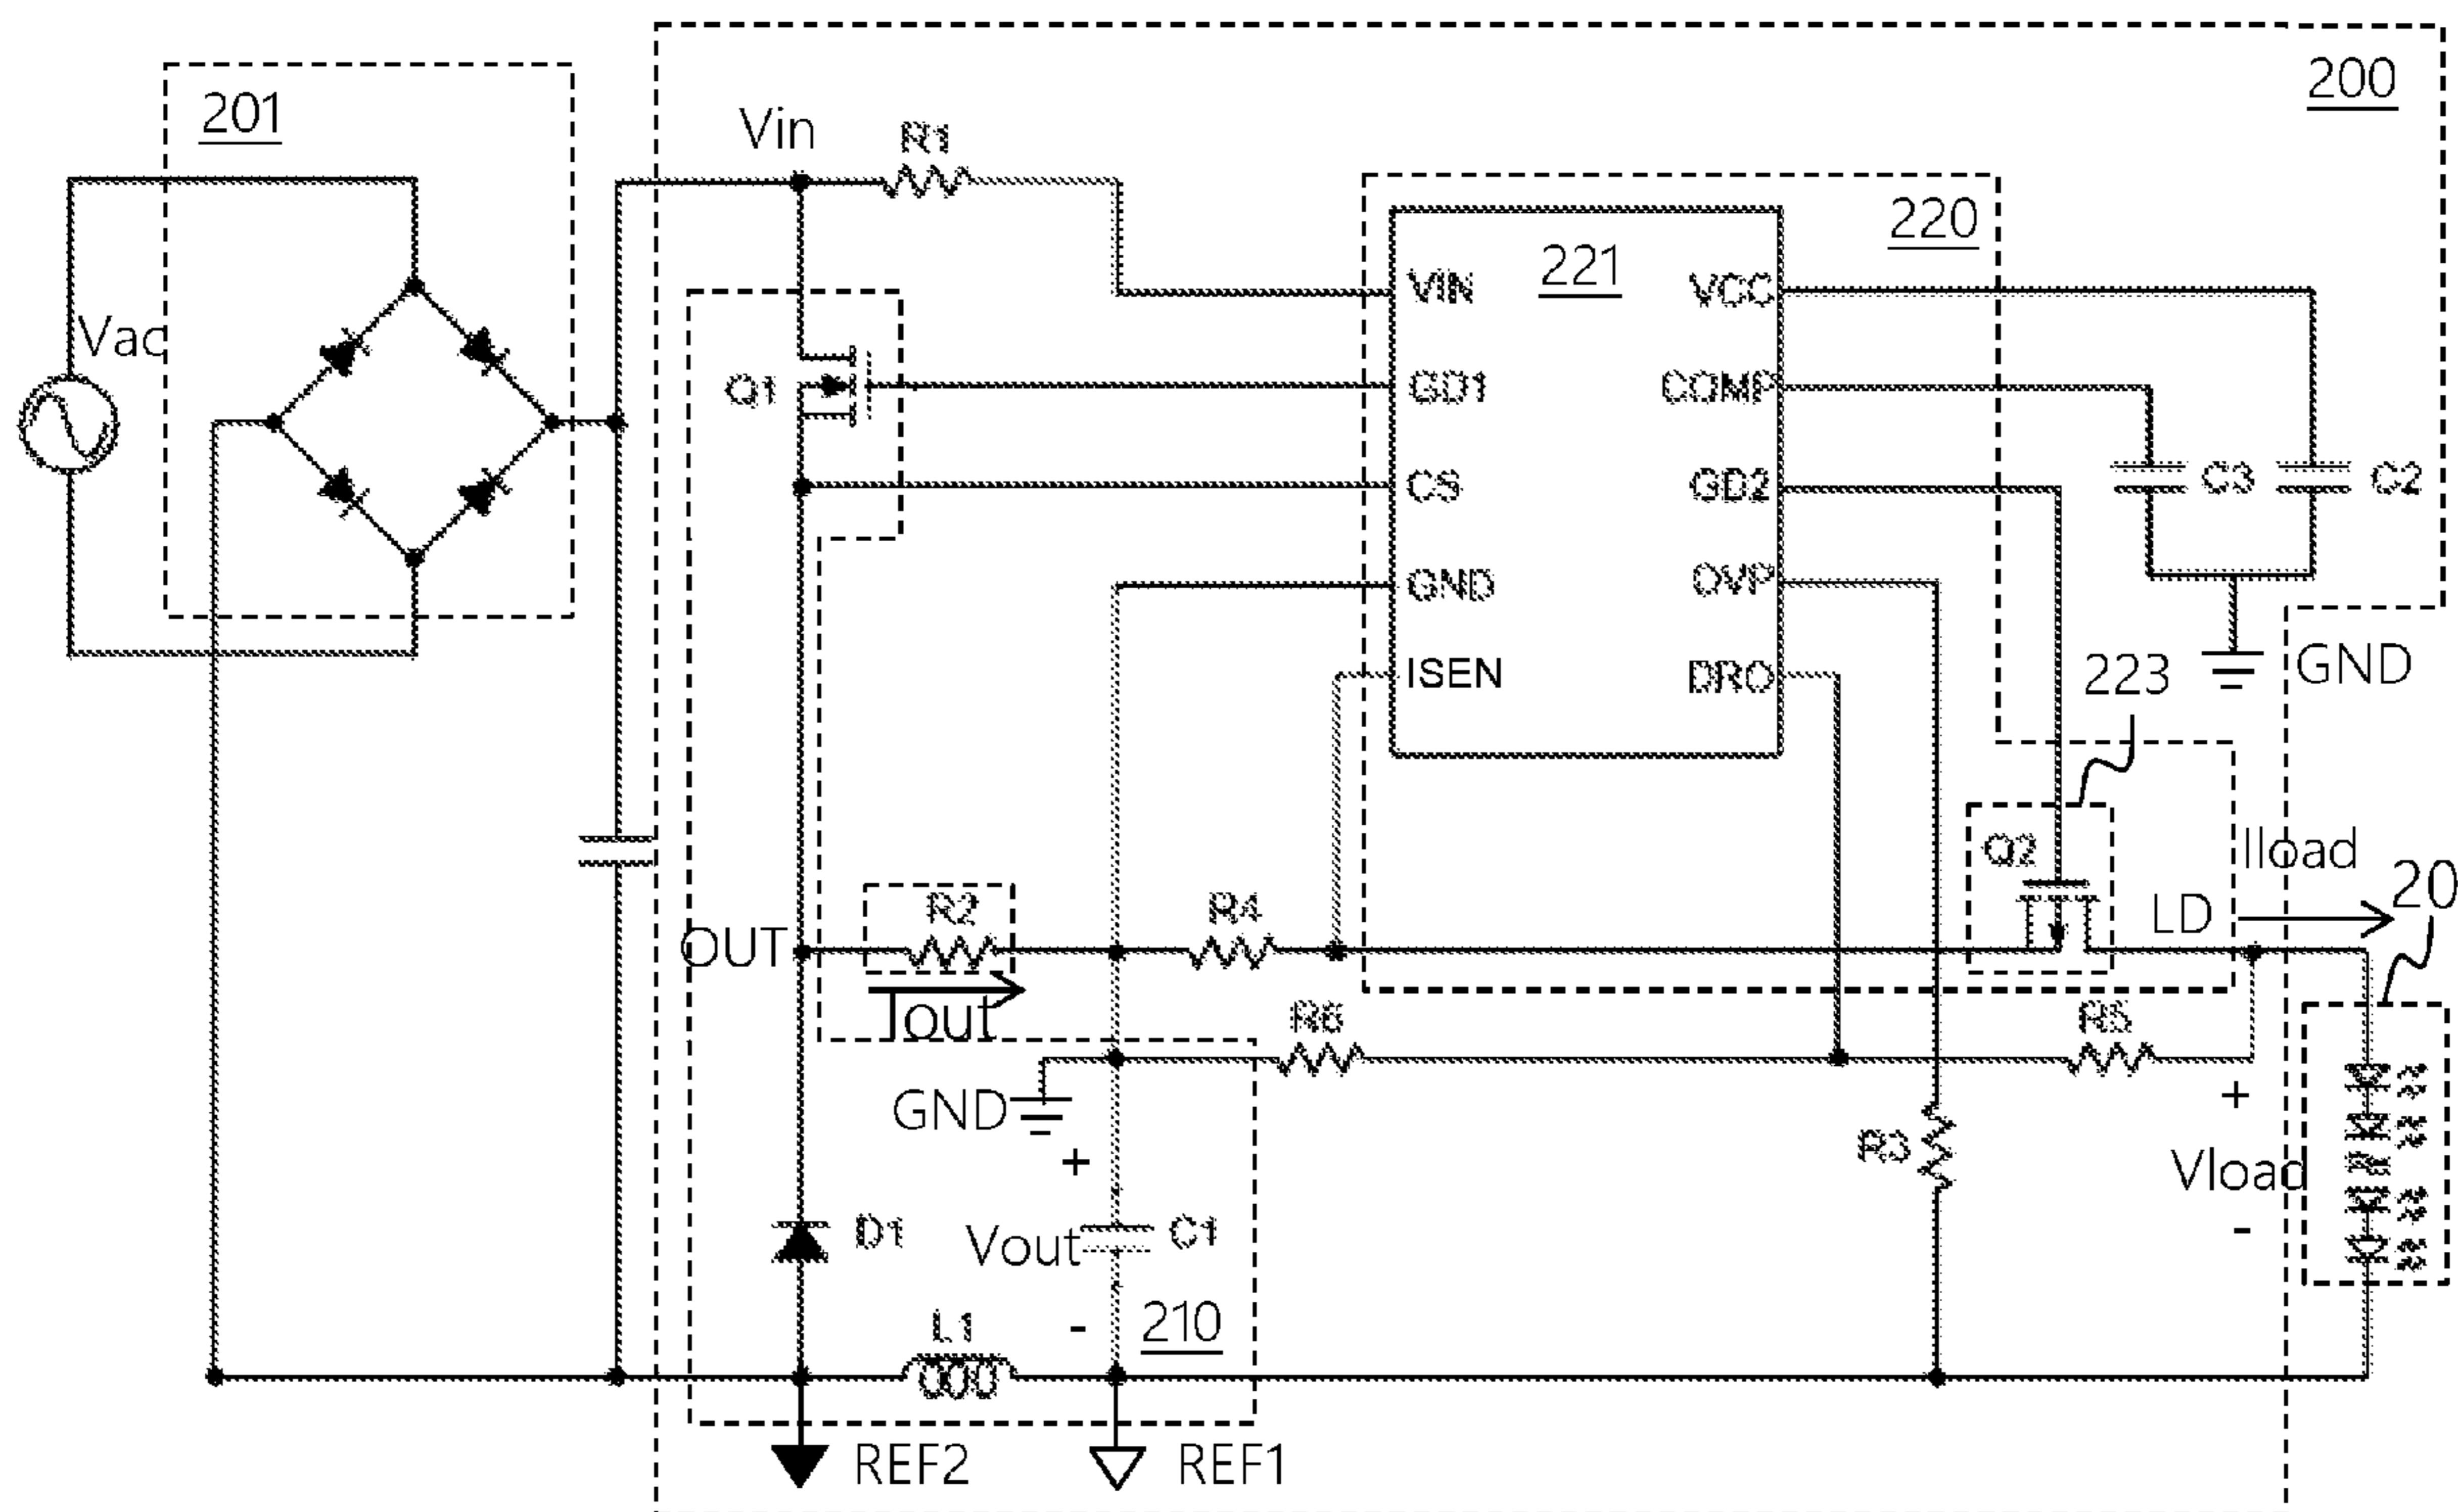 200
201
Vin
R1
220
221
VIN
VCC
Vac
Q1
GD1
COMP
CS
GD2
C3
C2
GND
OVP
ISEN
DRO
223
GND
Q2
Iload
20
R2
R4
LD
OUT
Iout
R6
R5
GND
+
+
R3
Vload
-
D1
Vout
C1
L1
-
210
REF2
REF1